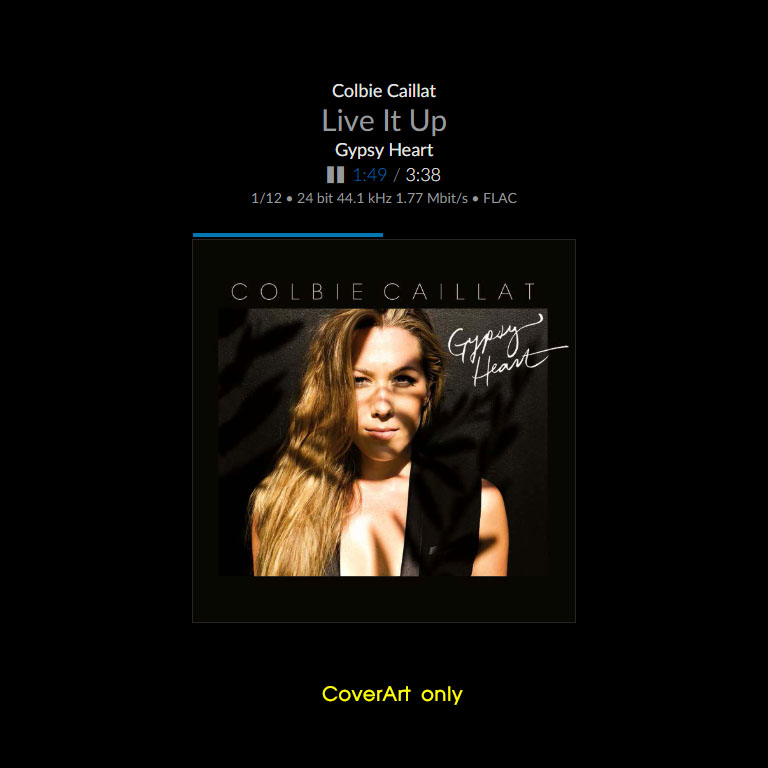 Colbie Caillat
Live It Up
Gypsy Heart
1:49 / 3:38
1/12 • 24 bit 44.1 kHz 1.77 Mbit/s • FLAC
COLBIE CAILLAT
Gypsy
Heart
CoverArt only